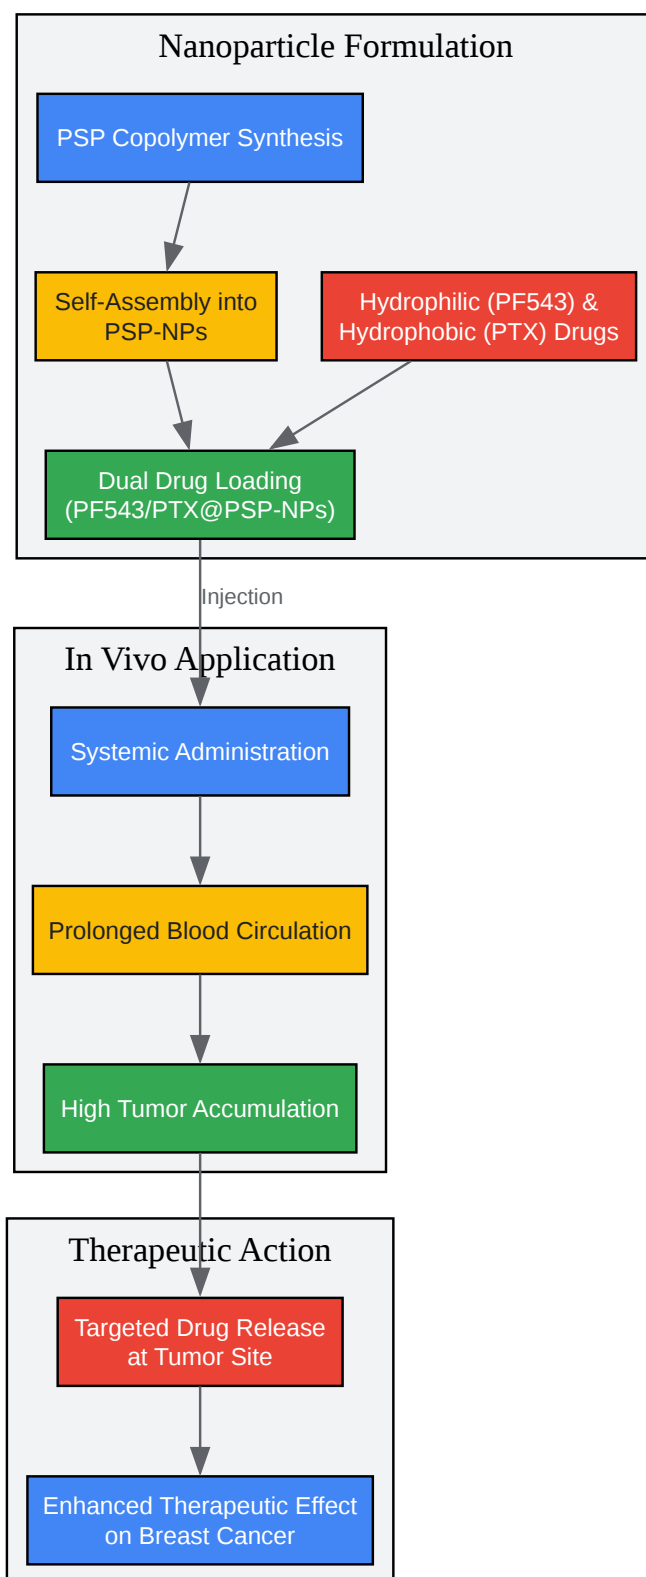 Nanoparticle Formulation
PSP Copolymer Synthesis
Self-Assembly into
PSP-NPs
Hydrophilic (PF543) &
Hydrophobic (PTX) Drugs
Dual Drug Loading
(PF543/PTX@PSP-NPs)
Injection
In Vivo Application
Systemic Administration
Prolonged Blood Circulation
High Tumor Accumulation
Therapeutic Action
Targeted Drug Release
at Tumor Site
Enhanced Therapeutic Effect
on Breast Cancer